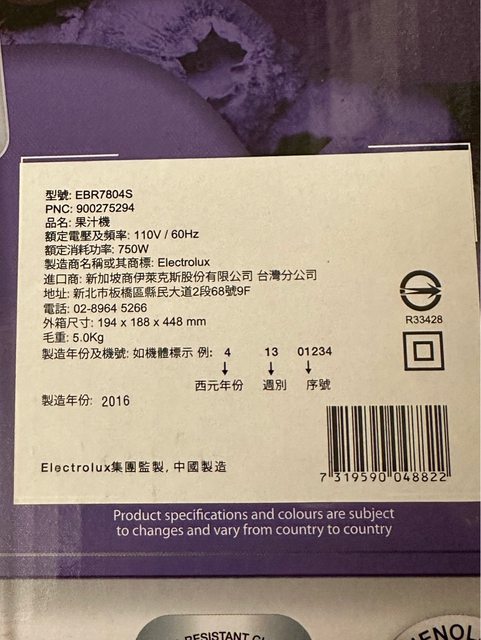 型號: EBR7804S
PNC: 900275294
品名: 果汁機
額定電壓及頻率: 110V / 60Hz
額定消耗功率: 750W
製造商名稱或其商標: Electrolux
進口商: 新加坡商伊萊克斯股份有限公司 台灣分公司
地址: 新北市板橋區縣民大道2段68號9F
電話: 02-8964 5266
外箱尺寸: 194 x 188 x 448 mm
毛重: 5.0Kg
R33428
製造年份及機號: 如機體標示 例: 4 13 01234
西元年份 週別 序號
製造年份: 2016
Electrolux集團監製, 中國製造
7 319590 048822
Product specifications and colours are subject
to changes and vary from country to country
RESISTANT